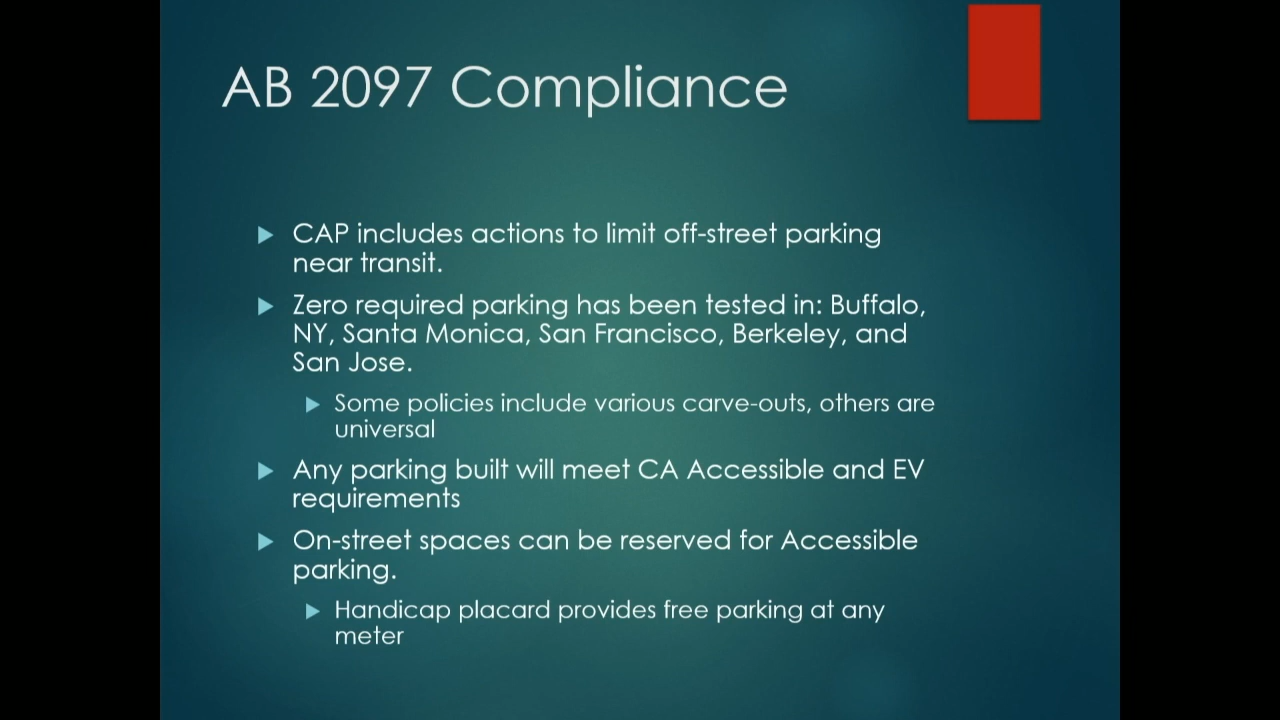 AB 2097 Compliance
CAP includes actions to limit off-street parking
near transit.
Zero required parking has been tested in: Buffalo,
NY, Santa Monica, San Francisco, Berkeley, and
San Jose.
Some policies include various carve-outs, others are
universal
Any parking built will meet CA Accessible and EV
requirements
On-street spaces can be reserved for Accessible
parking.
Handicap placard provides free parking at any
meter